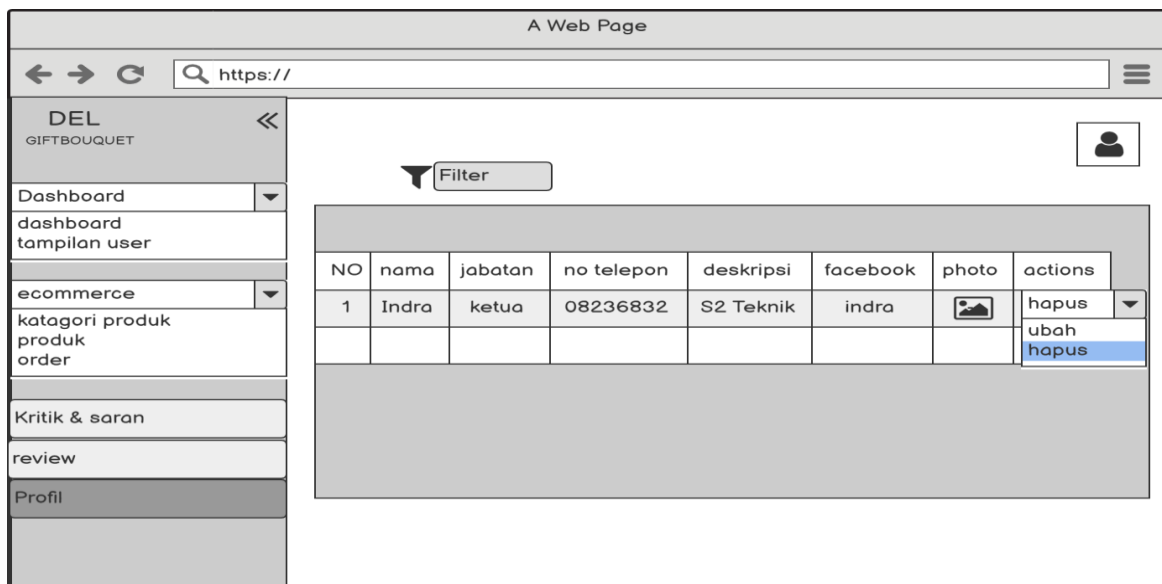 A Web Page
https://
DEL
GIFTBOUQUET
Dashboard
dashboard
tampilan user
ecommerce
katagori produk
produk
order
Kritik & saran
review
Profil
Filter
NO nama jabatan no telepon deskripsi facebook photo actions
1 Indra ketua 08236832 S2 Teknik indra hapus
ubah
hapus